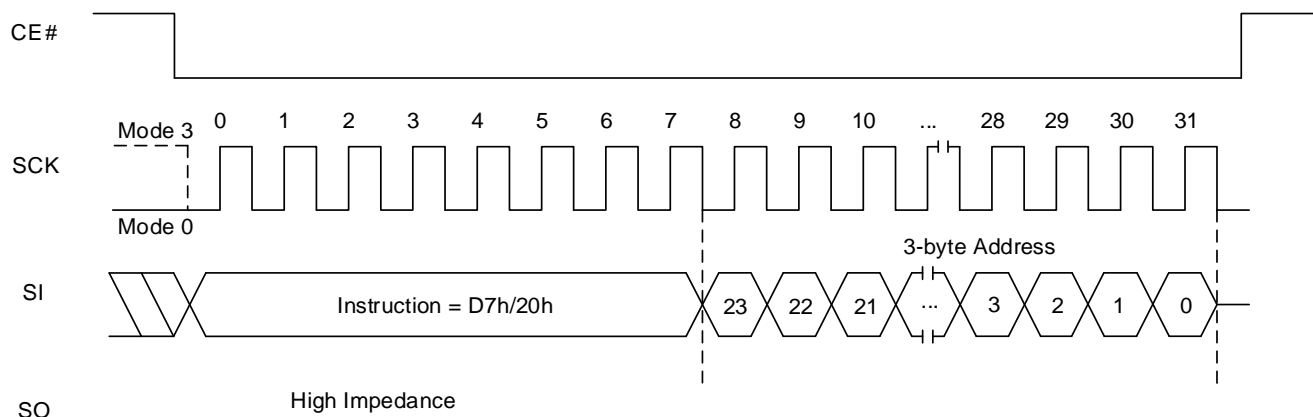 CE#
0 1 2 3 4 5 6 7 8 9 10 ... 28 29 30 31
Mode 3
SCK
Mode 0
3-byte Address
SI
Instruction = D7h/20h 23 22 21 ... 3 2 1 0
High Impedance
SO